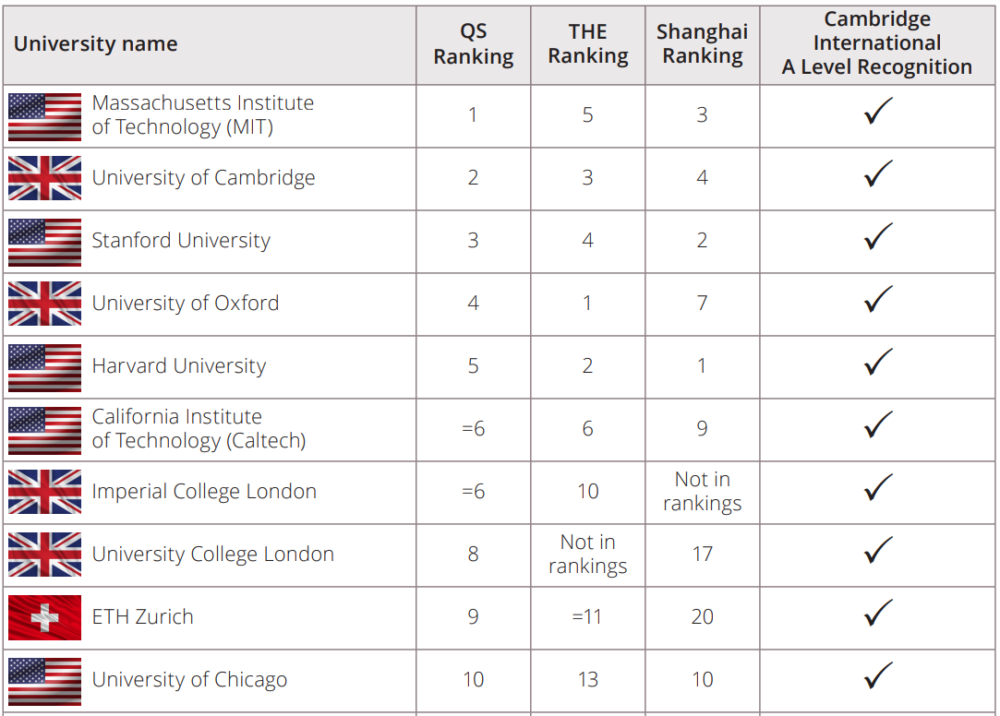 University name
QS
Ranking
THE
Ranking
Shanghai
Ranking
Cambridge
International
A Level Recognition
Massachusetts Institute
of Technology (MIT)
1
5
3
✓
University of Cambridge
2
3
4
✓
Stanford University
3
4
2
✓
University of Oxford
4
1
7
✓
Harvard University
5
2
1
✓
California Institute
of Technology (Caltech)
=6
6
9
✓
Imperial College London
=6
10
Not in
rankings
✓
University College London
8
Not in
rankings
17
✓
ETH Zurich
9
=11
20
✓
University of Chicago
10
13
10
✓